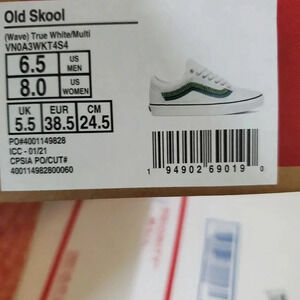 Old Skool
(Wave) True White/Multi
VN0A3WKT4S4
6.5 US MEN
8.0 US WOMEN
UK EUR CM
5.5 38.5 24.5
PO#4001149828
ICC - 01/21
CPSIA PO/CUT#
400114982800060
1 94902 69019 0